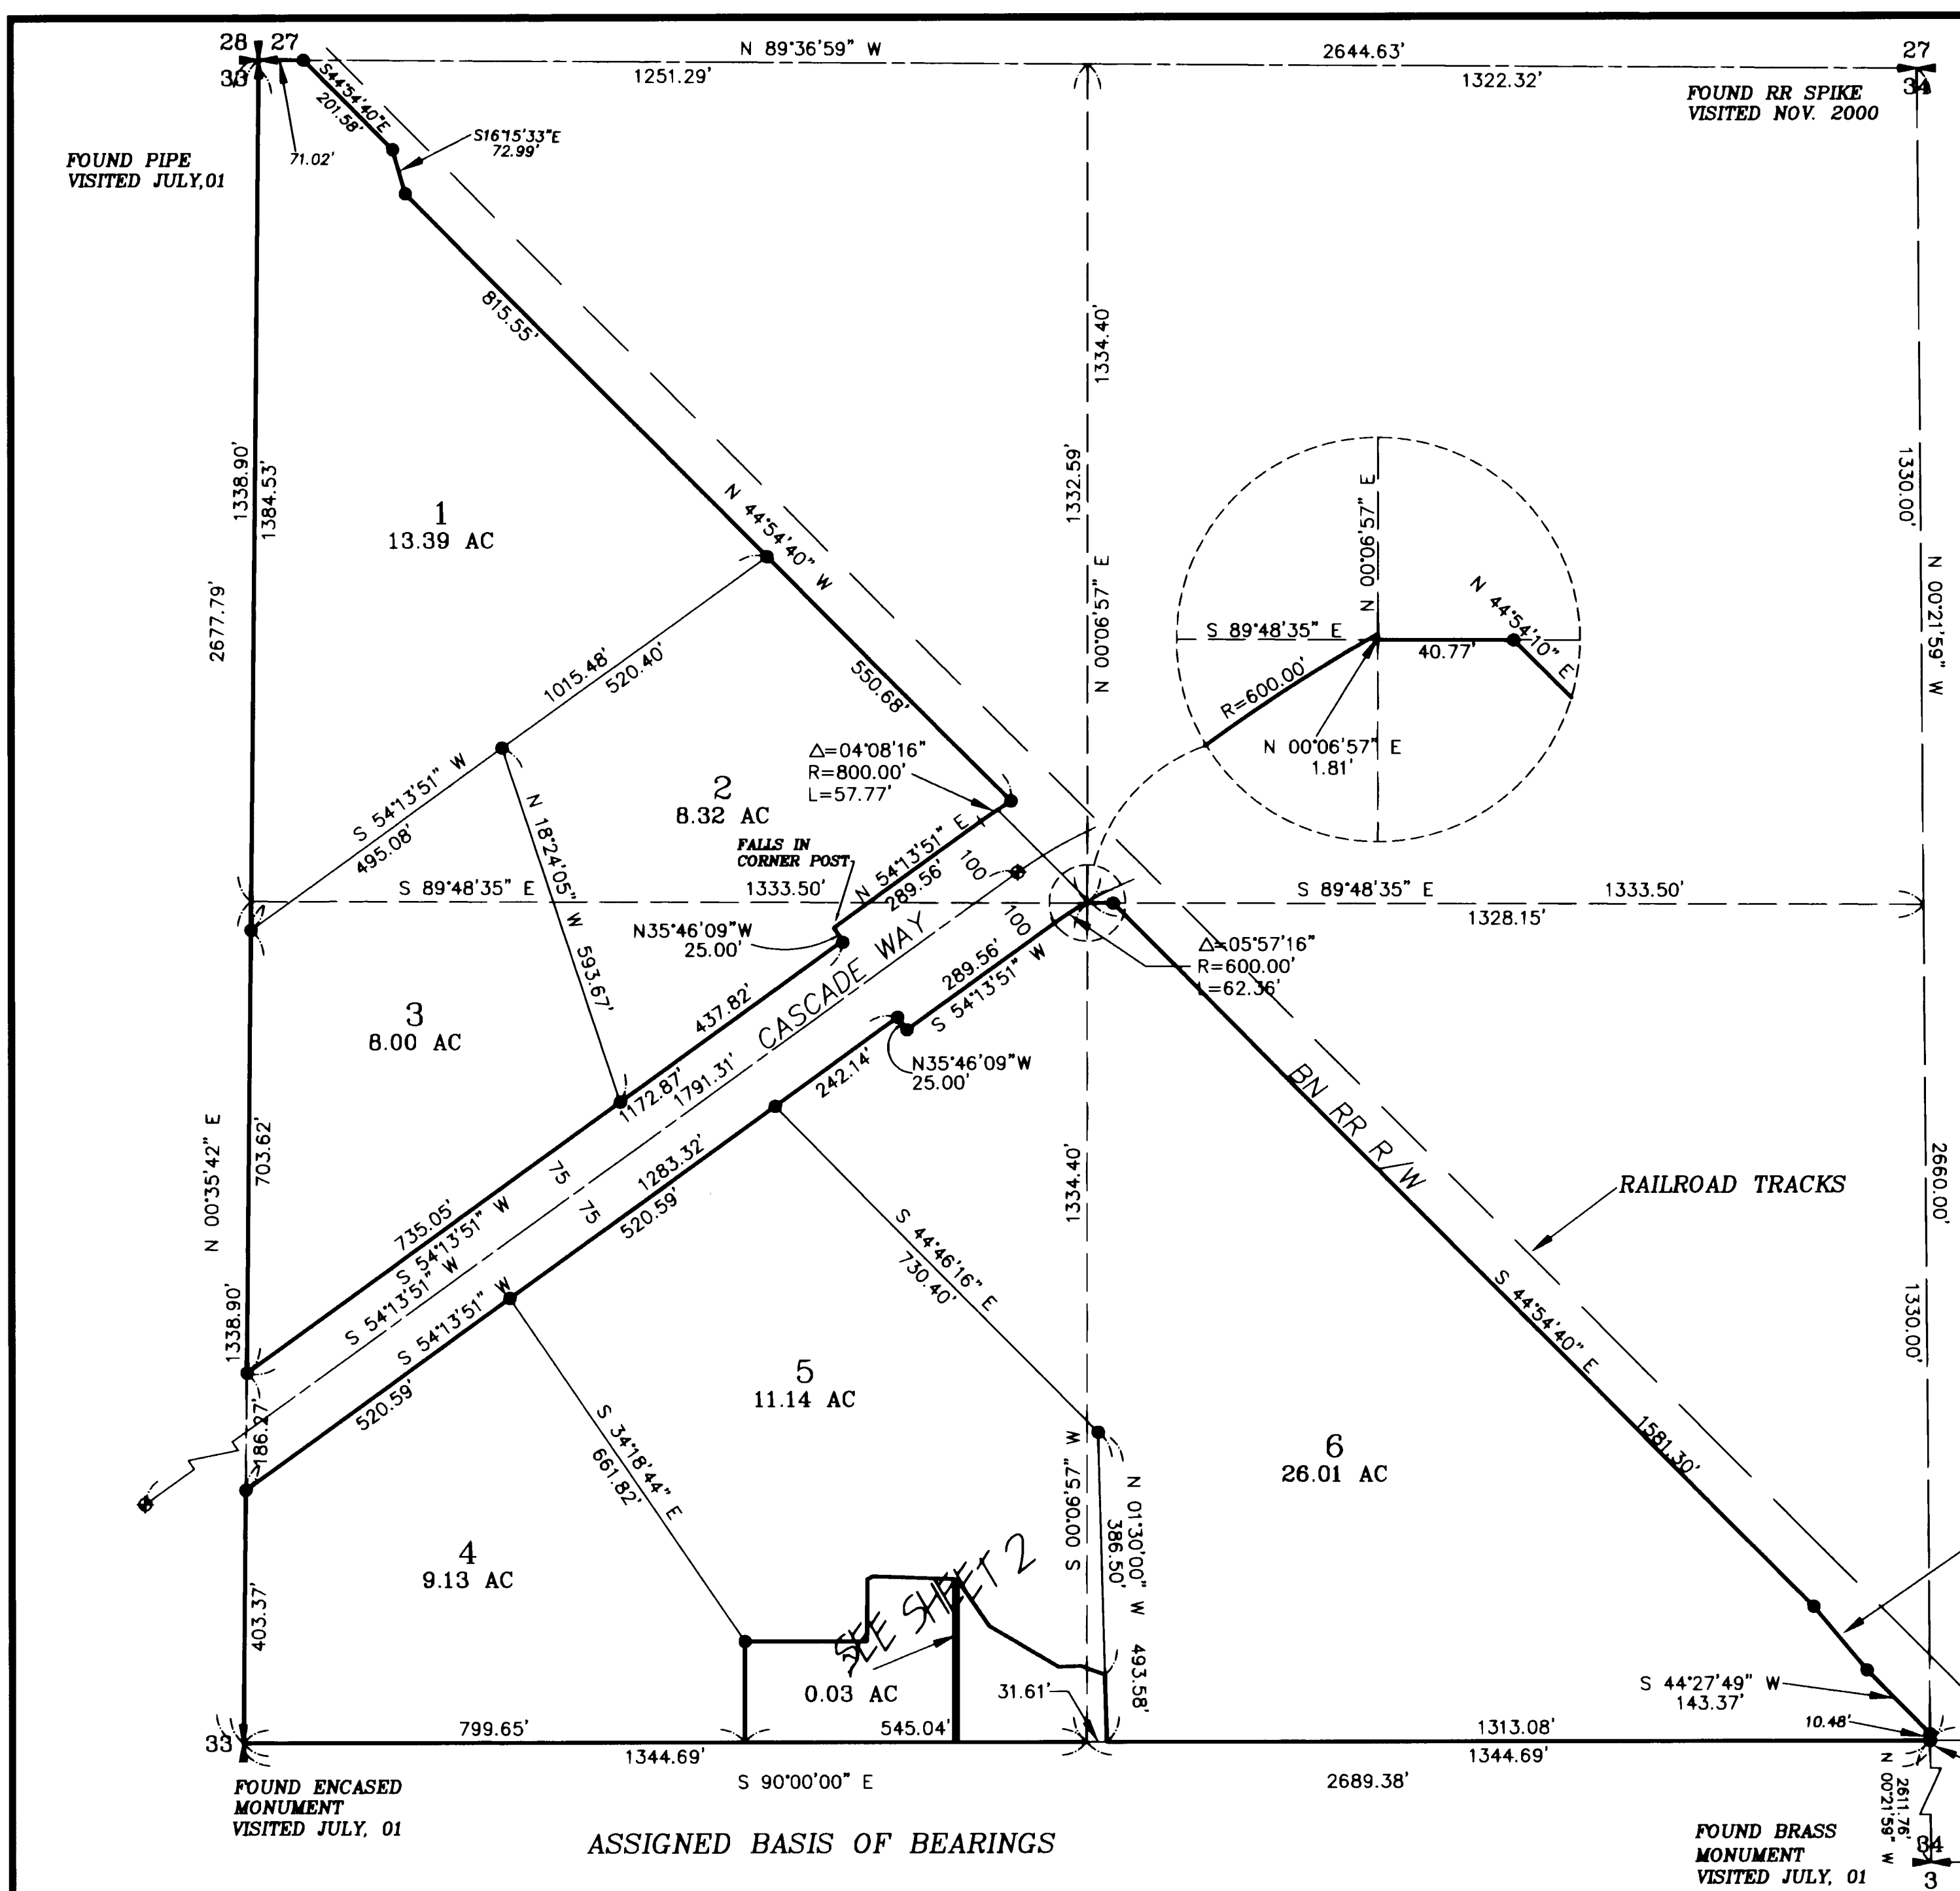 28 27
33
N 89°36'59" W
2644.63'
1251.29'
1322.32'
27
34
FOUND RR SPIKE
VISITED NOV. 2000
S44°54'40"E
201.58'
S16°15'33"E
72.99'
71.02'
FOUND PIPE
VISITED JULY,01
815.55'
1334.40'
1338.90'
1384.53'
1332.59'
N 00°06'57" E
1330.00'
1
13.39 AC
N 44°54'40" W
N 00°06'57" E
N 44°54'10" E
S 89°48'35" E
40.77'
R=600.00'
N 00°06'57" E
1.81'
N 00°21'59" W
2677.79'
1015.48'
520.40'
550.68'
S 54°13'51" W
495.08'
N 18°24'05" W 593.67'
2
8.32 AC
Δ=04°08'16"
R=800.00'
L=57.77'
FALLS IN
CORNER POST
N 54°13'51" E
289.56'
100
100
S 89°48'35" E
1333.50'
S 89°48'35" E
1333.50'
1328.15'
N35°46'09"W
25.00'
CASCADE WAY
Δ=05°57'16"
R=600.00'
L=62.36'
289.56'
S 54°13'51" W
3
8.00 AC
437.82'
242.14'
N35°46'09"W
25.00'
1172.87'
1791.31'
BN RR R/W
RAILROAD TRACKS
N 00°35'42" E
703.62'
1334.40'
2660.00'
75
75
1283.32'
520.59'
735.05'
S 54°13'51" W
S 54°13'51" W
S 54°13'51" W
520.59'
S 44°46'16" E
730.40'
S 44°54'40" E
1581.30'
1338.90'
1330.00'
186.27'
5
11.14 AC
S 34°18'44" E
661.82'
6
26.01 AC
S 00°06'57" W
N 01°30'00" W 493.58'
386.50'
4
9.13 AC
403.37'
SEE SHEET 2
0.03 AC
31.61'
S 44°27'49" W
143.37'
10.48'
33
799.65'
545.04'
1313.08'
1344.69'
1344.69'
S 90°00'00" E
2689.38'
FOUND ENCASED
MONUMENT
VISITED JULY, 01
ASSIGNED BASIS OF BEARINGS
2611.76'
N 00°21'59" W
FOUND BRASS
MONUMENT
VISITED JULY, 01
34
3